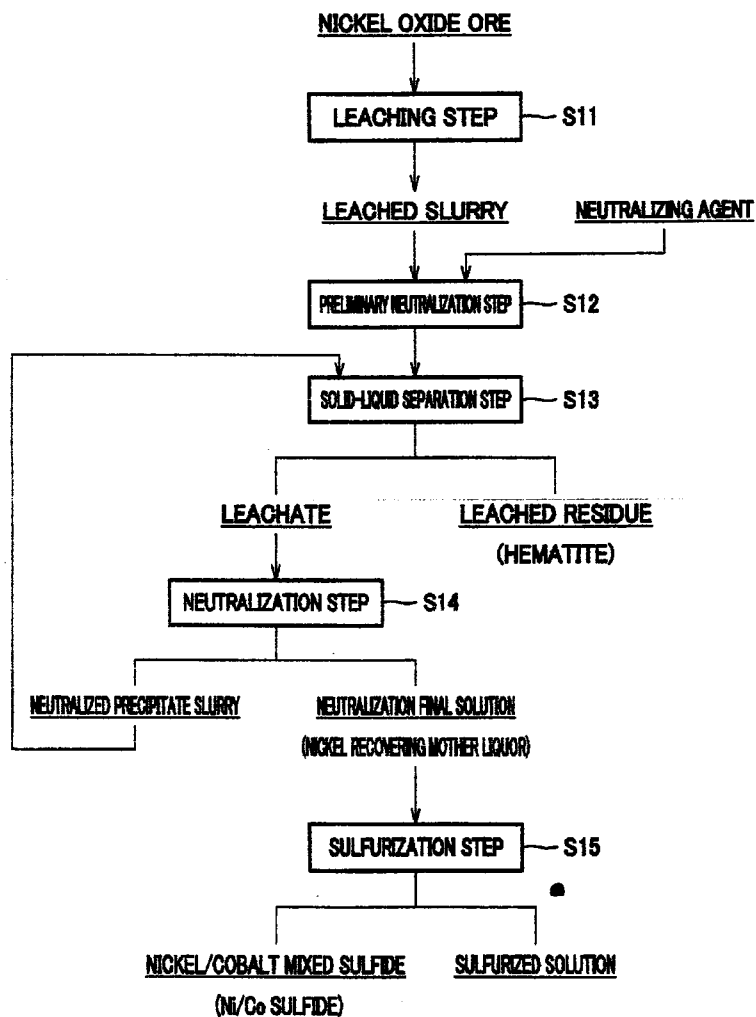 NICKEL OXIDE ORE
LEACHING STEP
S11
LEACHED SLURRY
NEUTRALIZING AGENT
PRELIMINARY NEUTRALIZATION STEP
S12
SOLID-LIQUID SEPARATION STEP
S13
LEACHATE
LEACHED RESIDUE
(HEMATITE)
NEUTRALIZATION STEP
S14
NEUTRALIZED PRECIPITATE SLURRY
NEUTRALIZATION FINAL SOLUTION
(NICKEL RECOVERING MOTHER LIQUOR)
SULFURIZATION STEP
S15
NICKEL/COBALT MIXED SULFIDE
(Ni/Co SULFIDE)
SULFURIZED SOLUTION